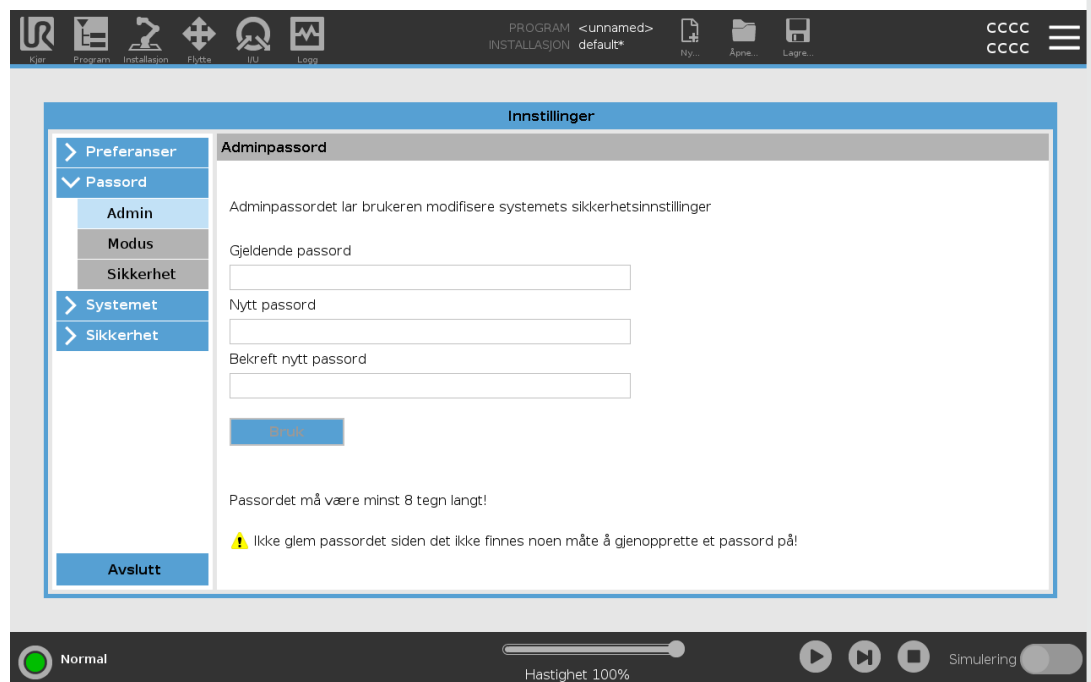 PROGRAM <unnamed>
INSTALLASJON default*
Kjør Program Installasjon Flytte I/U Logg
Ny... Åpne... Lagre...
cccc
cccc
Innstillinger
Preferanser
Passord
Admin
Modus
Sikkerhet
Systemet
Sikkerhet
Avslutt
Adminpassord
Adminpassordet lar brukeren modifisere systemets sikkerhetsinnstillinger
Gjeldende passord
Nytt passord
Bekreft nytt passord
Bruk
Passordet må være minst 8 tegn langt!
Ikke glem passordet siden det ikke finnes noen måte å gjenopprette et passord på!
Normal
Hastighet 100%
Simulering